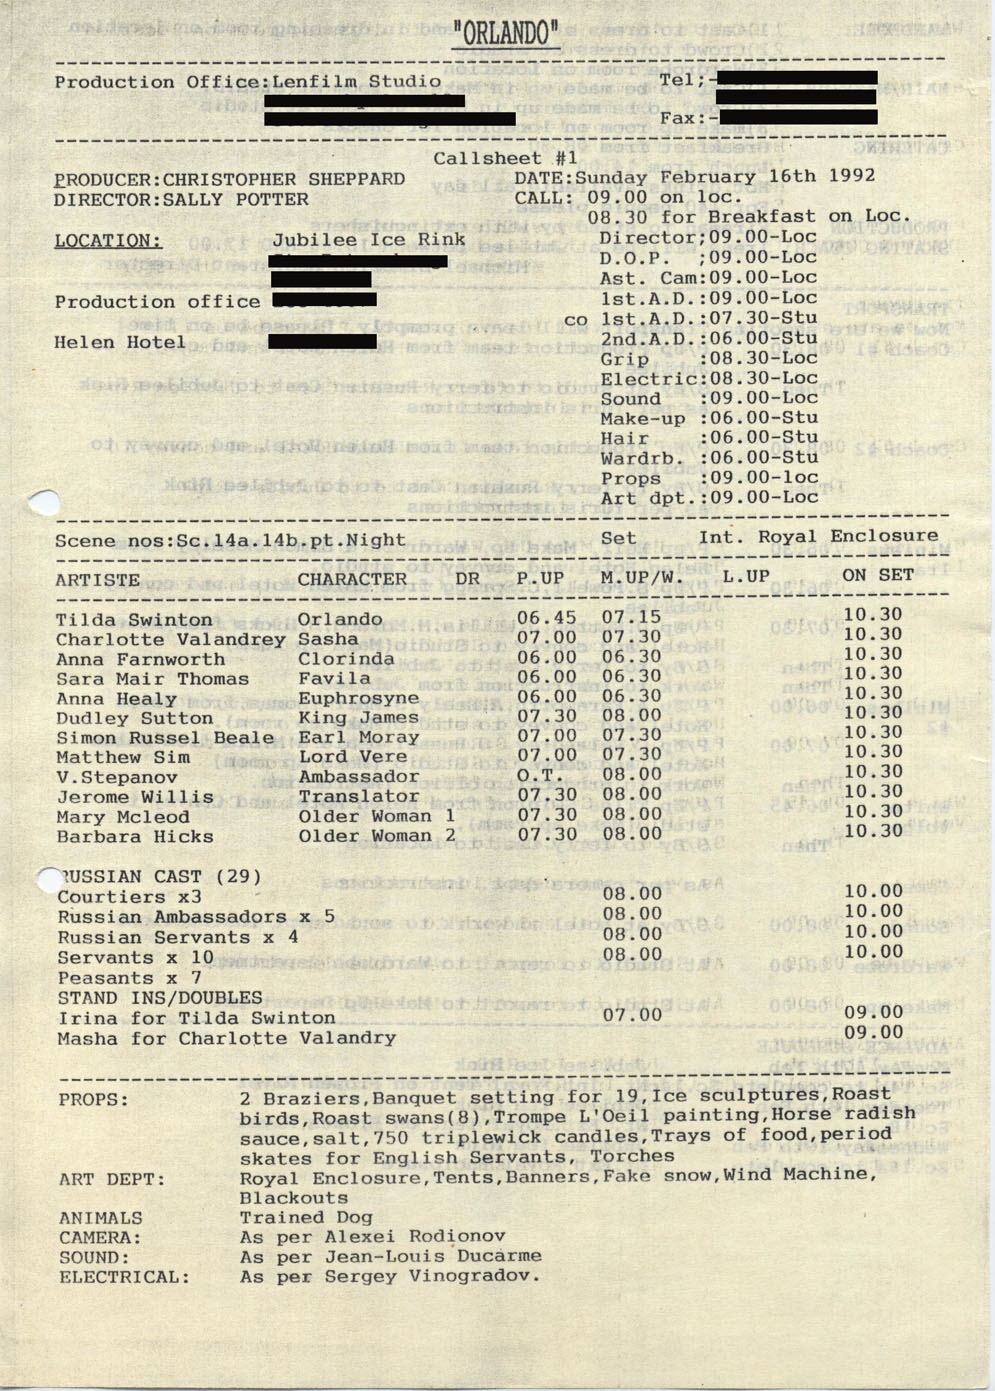 "ORLANDO"
Production Office:Lenfilm Studio
Tel;-
Fax:-
Callsheet #1
PRODUCER:CHRISTOPHER SHEPPARD
DATE:Sunday February 16th 1992
DIRECTOR:SALLY POTTER
CALL: 09.00 on loc.
08.30 for Breakfast on Loc.
LOCATION: Jubilee Ice Rink
Director;09.00-Loc
D.O.P. ;09.00-Loc
Ast. Cam:09.00-Loc
Production office
1st.A.D.:09.00-Loc
co 1st.A.D.:07.30-Stu
Helen Hotel
2nd.A.D.:06.00-Stu
Grip :08.30-Loc
Electric:08.30-Loc
Sound :09.00-Loc
Make-up :06.00-Stu
Hair :06.00-Stu
Wardrb. :06.00-Stu
Props :09.00-loc
Art dpt.:09.00-Loc
Scene nos:Sc.14a.14b.pt.Night Set Int. Royal Enclosure
ARTISTE CHARACTER DR P.UP M.UP/W. L.UP ON SET
Tilda Swinton Orlando 06.45 07.15 10.30
Charlotte Valandrey Sasha 07.00 07.30 10.30
Anna Farnworth Clorinda 06.00 06.30 10.30
Sara Mair Thomas Favila 06.00 06.30 10.30
Anna Healy Euphrosyne 06.00 06.30 10.30
Dudley Sutton King James 07.30 08.00 10.30
Simon Russel Beale Earl Moray 07.00 07.30 10.30
Matthew Sim Lord Vere 07.00 07.30 10.30
V.Stepanov Ambassador O.T. 08.00 10.30
Jerome Willis Translator 07.30 08.00 10.30
Mary Mcleod Older Woman 1 07.30 08.00 10.30
Barbara Hicks Older Woman 2 07.30 08.00 10.30
RUSSIAN CAST (29)
Courtiers x3 08.00 10.00
Russian Ambassadors x 5 08.00 10.00
Russian Servants x 4 08.00 10.00
Servants x 10 08.00 10.00
Peasants x 7
STAND INS/DOUBLES
Irina for Tilda Swinton 07.00 09.00
Masha for Charlotte Valandry 09.00
PROPS: 2 Braziers,Banquet setting for 19,Ice sculptures,Roast
birds,Roast swans(8),Trompe L'Oeil painting,Horse radish
sauce,salt,750 triplewick candles,Trays of food,period
skates for English Servants, Torches
ART DEPT: Royal Enclosure,Tents,Banners,Fake snow,Wind Machine,
Blackouts
ANIMALS Trained Dog
CAMERA: As per Alexei Rodionov
SOUND: As per Jean-Louis Ducarme
ELECTRICAL: As per Sergey Vinogradov.